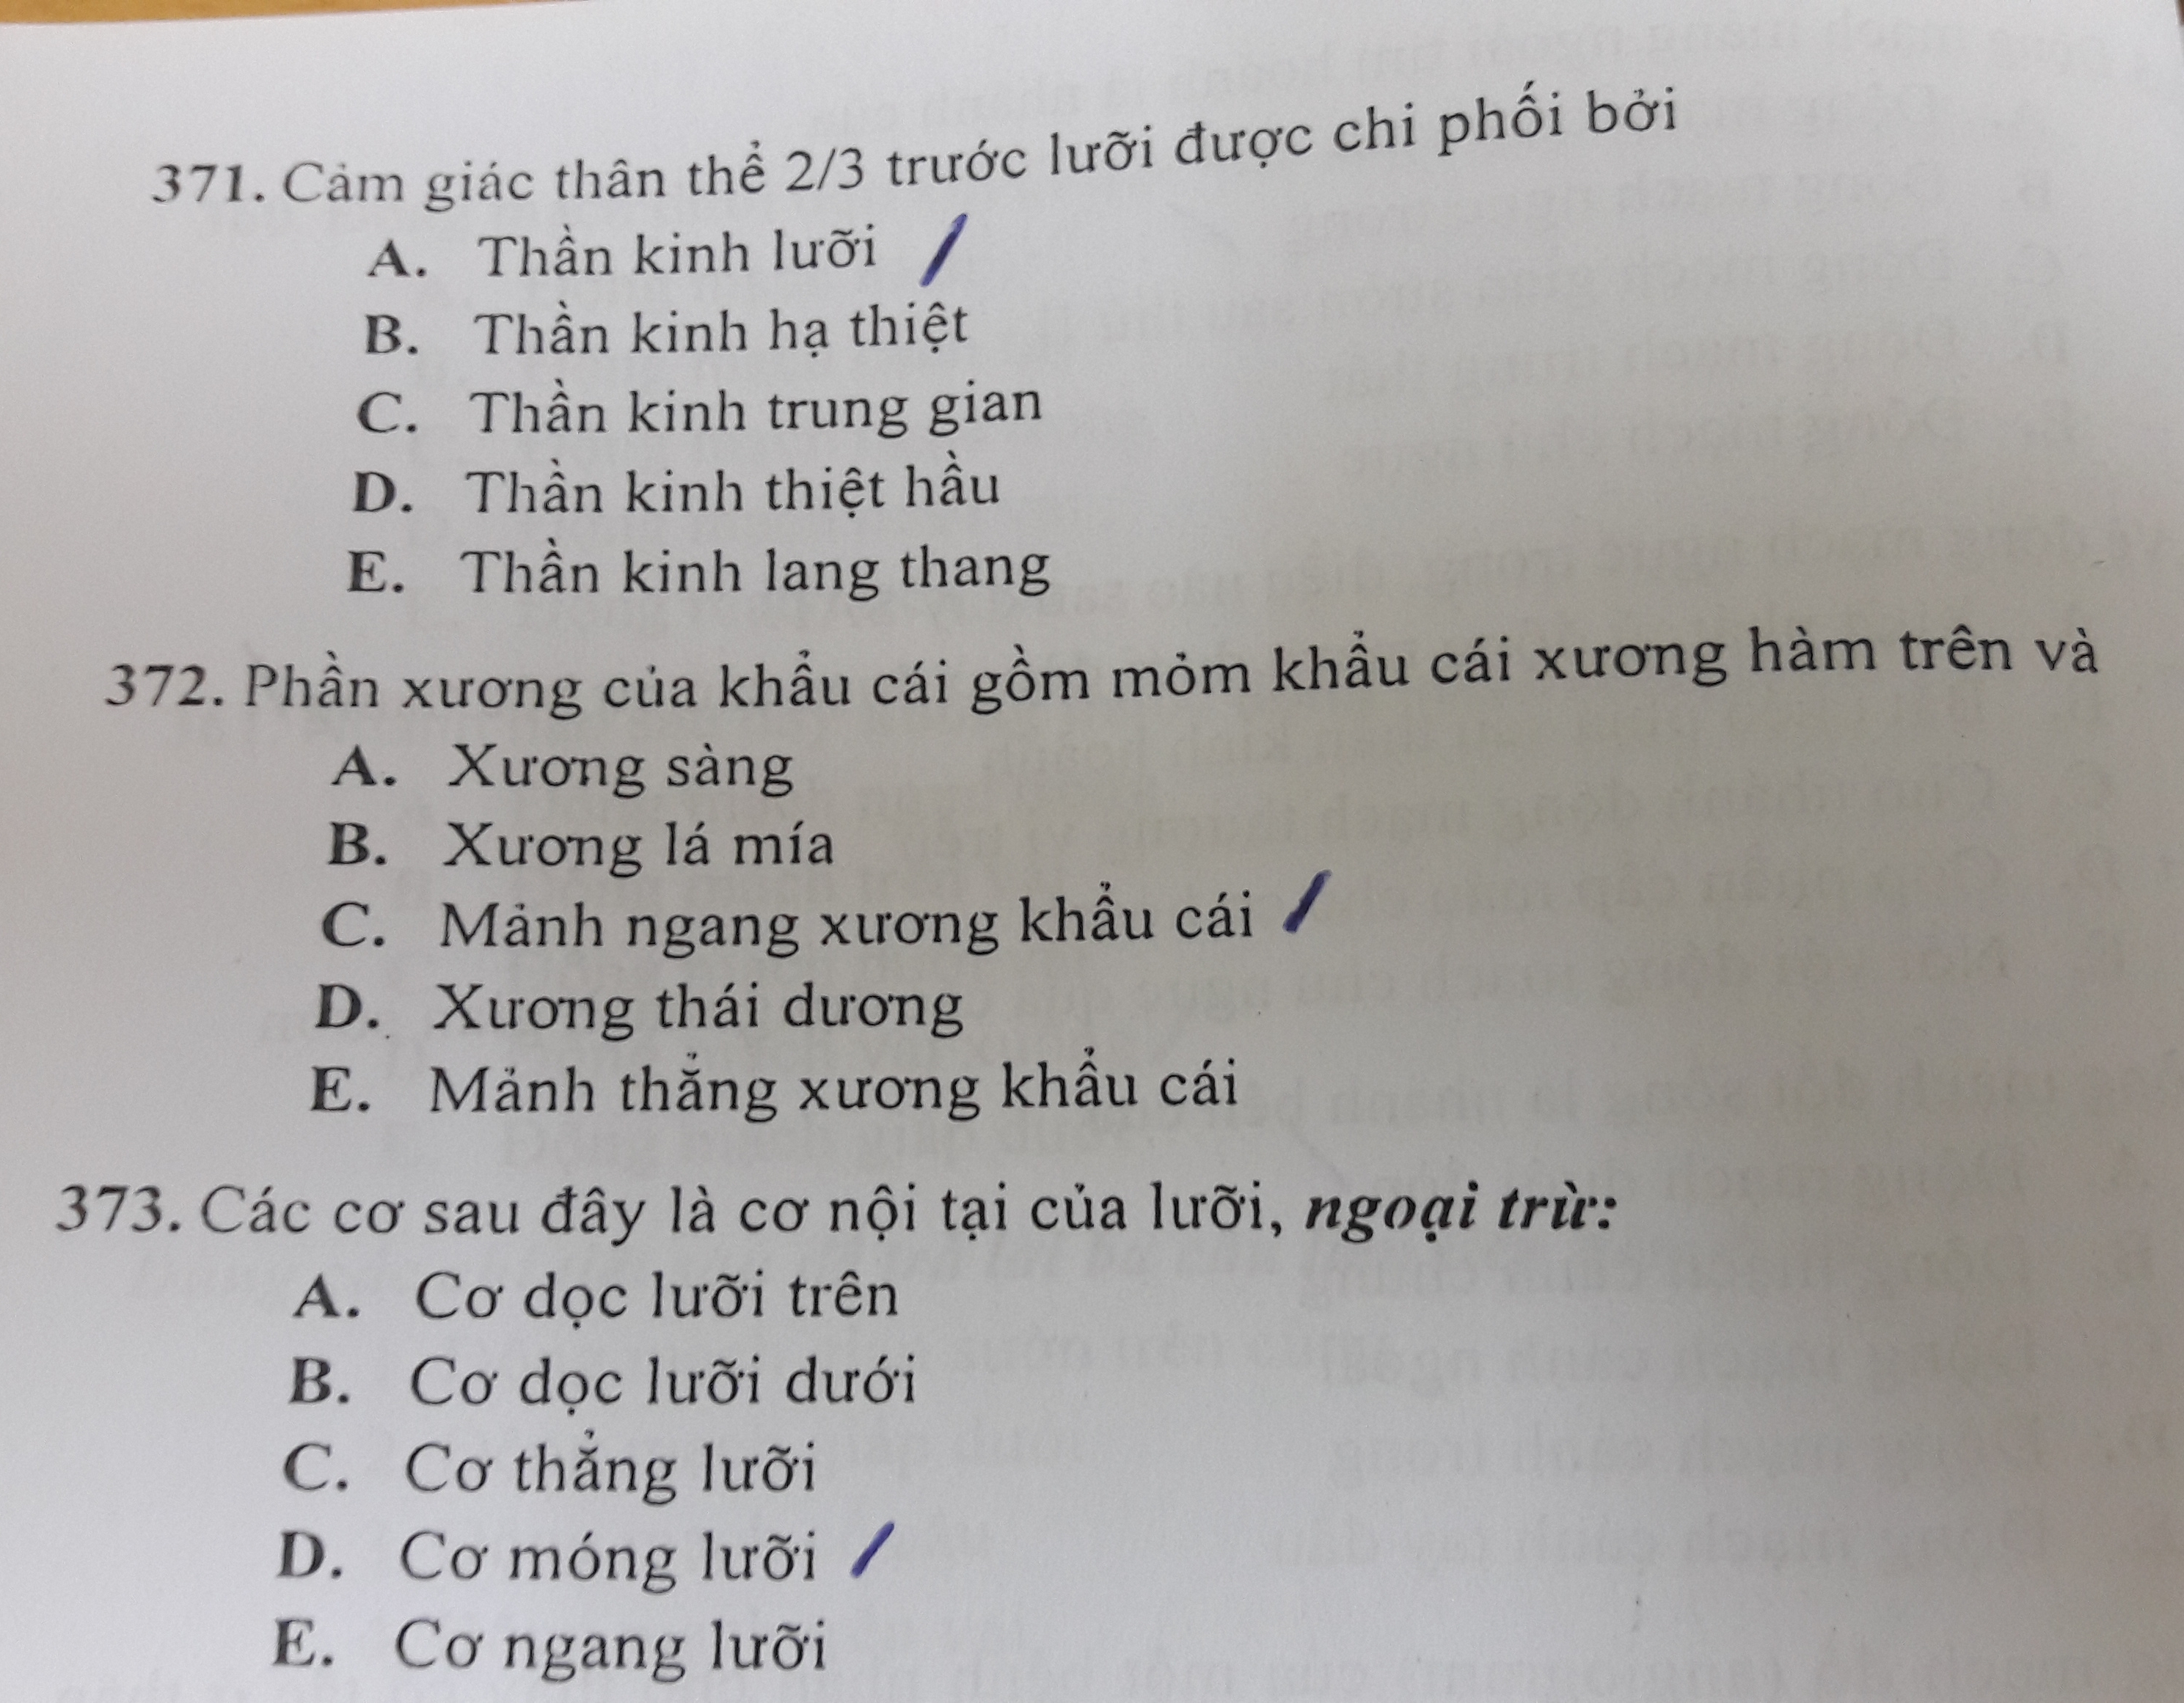 371. Cảm giác thân thể 2/3 trước lưỡi được chi phối bởi
A. Thần kinh lưỡi
B. Thần kinh hạ thiệt
C. Thần kinh trung gian
D. Thần kinh thiệt hầu
E. Thần kinh lang thang
372. Phần xương của khẩu cái gồm mỏm khẩu cái xương hàm trên và
A. Xương sàng
B. Xương lá mía
C. Mảnh ngang xương khẩu cái
D. Xương thái dương
E. Mảnh thẳng xương khẩu cái
373. Các cơ sau đây là cơ nội tại của lưỡi, ngoại trừ:
A. Cơ dọc lưỡi trên
B. Cơ dọc lưỡi dưới
C. Cơ thẳng lưỡi
D. Cơ móng lưỡi
E. Cơ ngang lưỡi